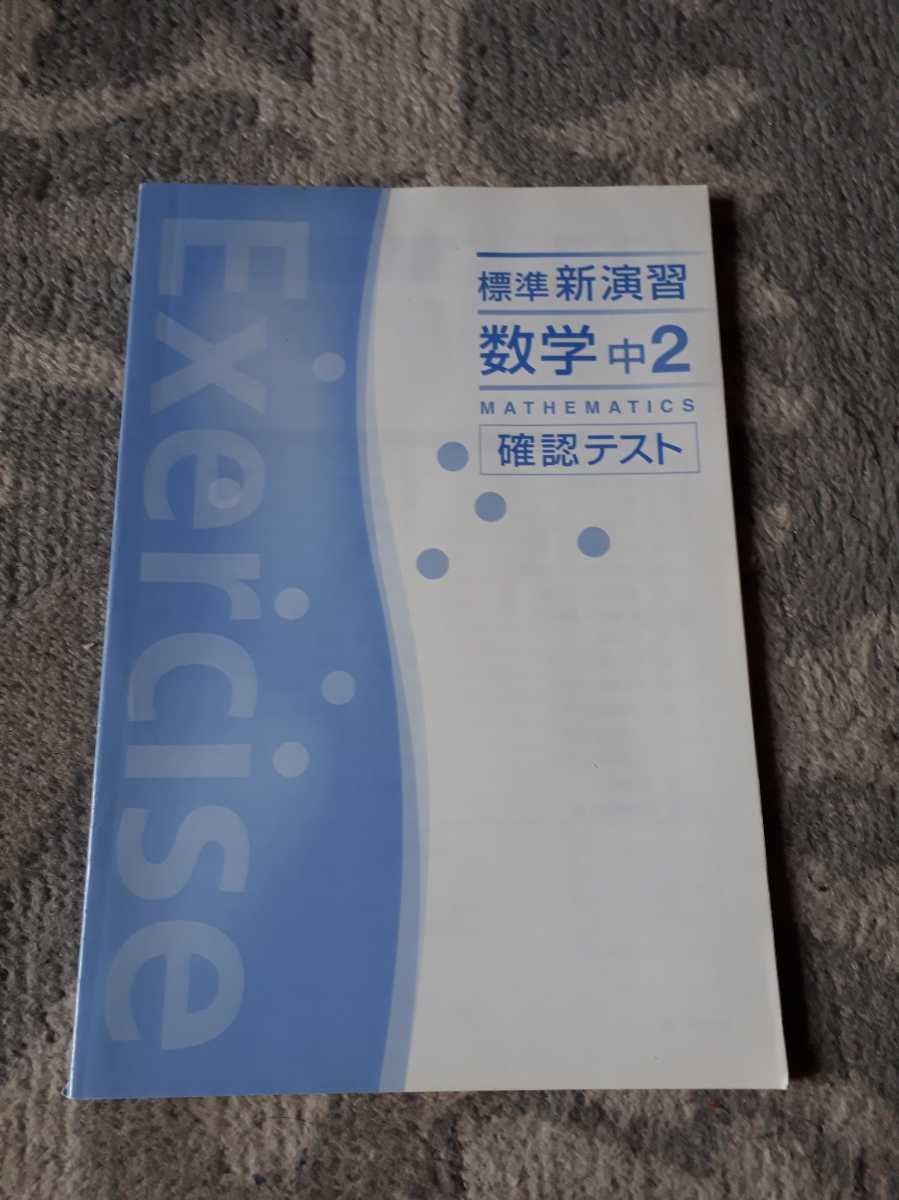 Exercise
標準 新演習
数学 中2
MATHEMATICS
確認テスト